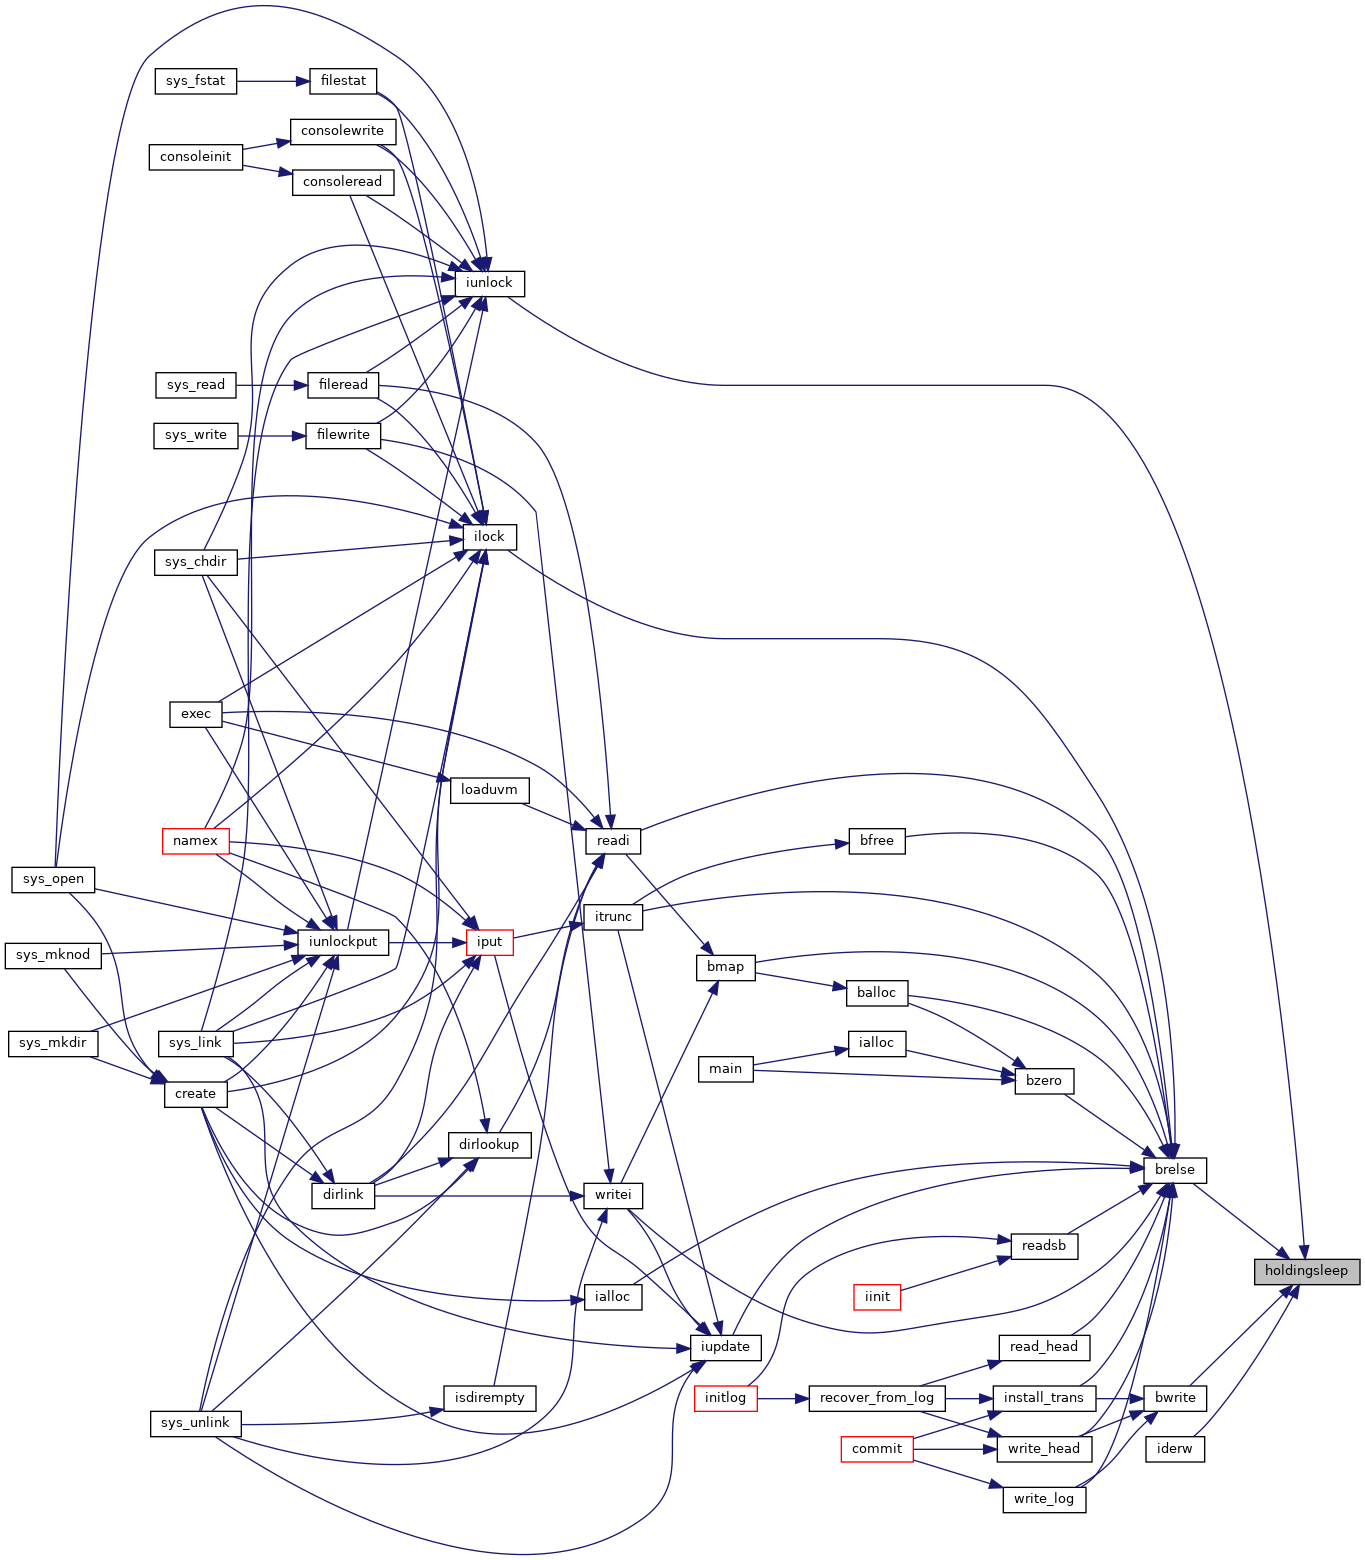 sys_fstat
filestat
consolewrite
consoleinit
consoleread
iunlock
sys_read
fileread
sys_write
filewrite
ilock
sys_chdir
exec
loaduvm
namex
readi
bfree
sys_open
itrunc
iunlockput
iput
sys_mknod
bmap
balloc
sys_mkdir
sys_link
ialloc
main
bzero
create
dirlookup
brelse
dirlink
writei
readsb
holdingsleep
ialloc
iinit
iupdate
read_head
isdirempty
initlog
recover_from_log
install_trans
bwrite
sys_unlink
commit
write_head
iderw
write_log